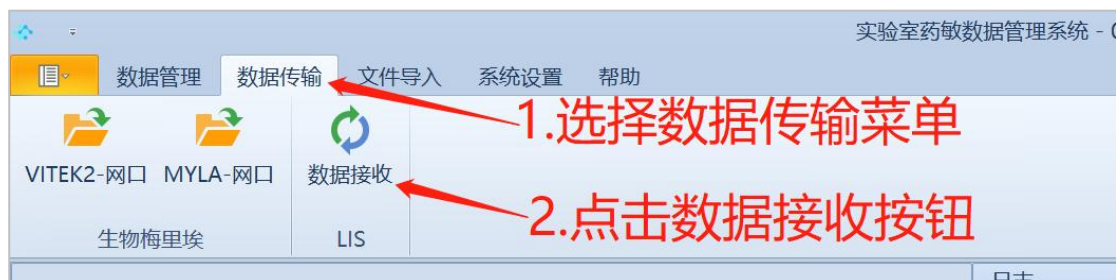 实验室药敏数据管理系统 -
数据管理 数据传输 文件导入 系统设置 帮助
1.选择数据传输菜单
VITEK2-网口 MYLA-网口 数据接收
2.点击数据接收按钮
生物梅里埃 LIS